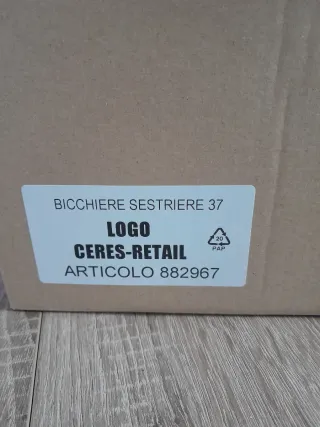 BICCHIERE SESTRIERE 37
LOGO
CERES-RETAIL
20
PAP
ARTICOLO 882967